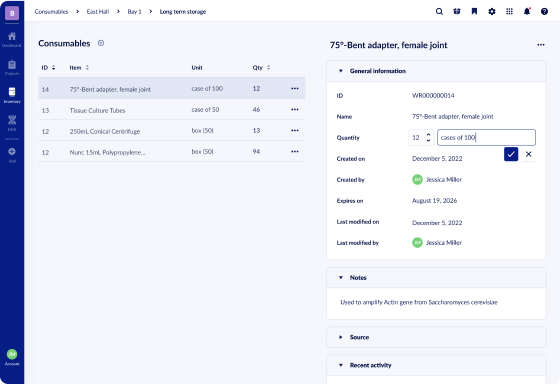 B
Consumables > East Hall > Bay 1 > Long term storage
Dashboard
Projects
Inventory
DNA
Add
JM
Account
Consumables
ID Item Unit Qty
14 75°-Bent adapter, female joint case of 100 12
13 Tissue Culture Tubes case of 50 46
12 250mL Conical Centrifuge box (50) 13
12 Nunc 15mL Polypropylene... box (50) 94
75°-Bent adapter, female joint
General information
ID WR000000014
Name 75°-Bent adapter, female joint
Quantity 12 cases of 100
Created on December 5, 2022
Created by JM Jessica Miller
Expires on August 19, 2026
Last modified on December 5, 2022
Last modified by JM Jessica Miller
Notes
Used to amplify Actin gene from Saccharomyces cerevisiae
Source
Recent activity